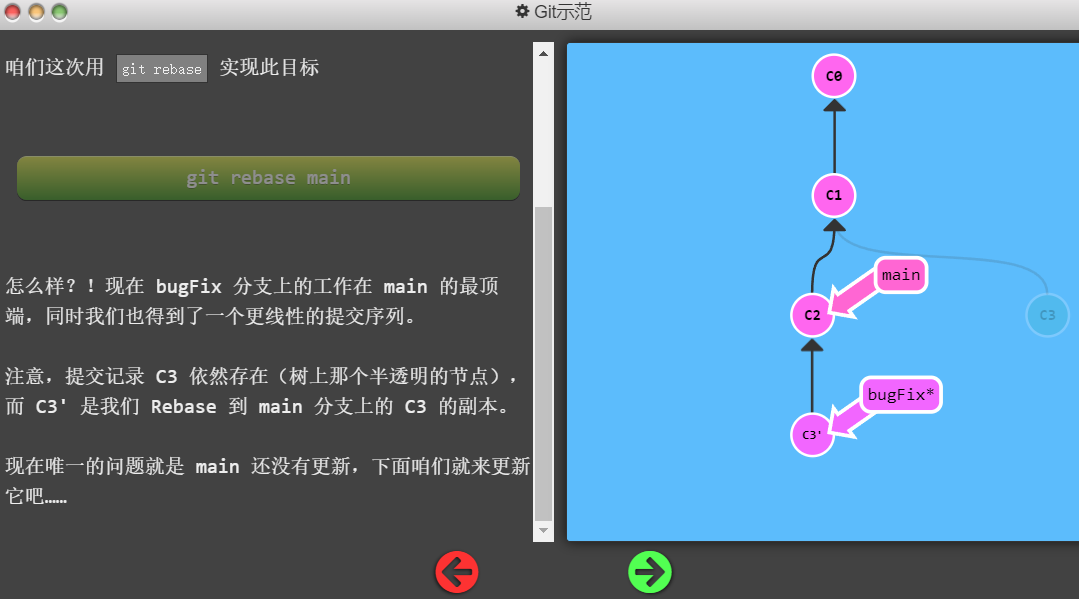 Git示范
咱们这次用 git rebase 实现此目标
git rebase main
怎么样？！现在 bugFix 分支上的工作在 main 的最顶
端，同时我们也得到了一个更线性的提交序列。
注意，提交记录 C3 依然存在（树上那个半透明的节点），
而 C3' 是我们 Rebase 到 main 分支上的 C3 的副本。
现在唯一的问题就是 main 还没有更新，下面咱们就来更新
它吧……
C0
C1
main
C2
C3
bugFix*
C3'